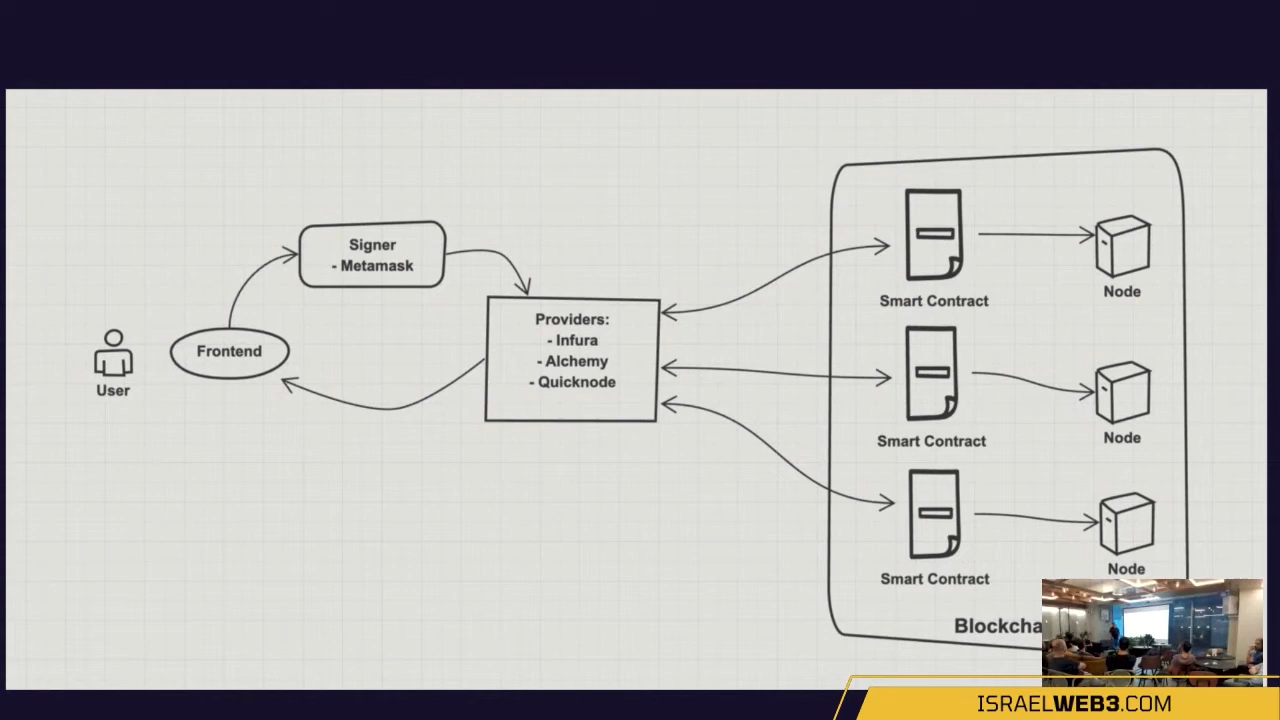 Signer
- Metamask
Providers:
- Infura
- Alchemy
- Quicknode
Frontend
User
Smart Contract
Node
Smart Contract
Node
Smart Contract
Node
Blockcha
ISRAELWEB3.COM